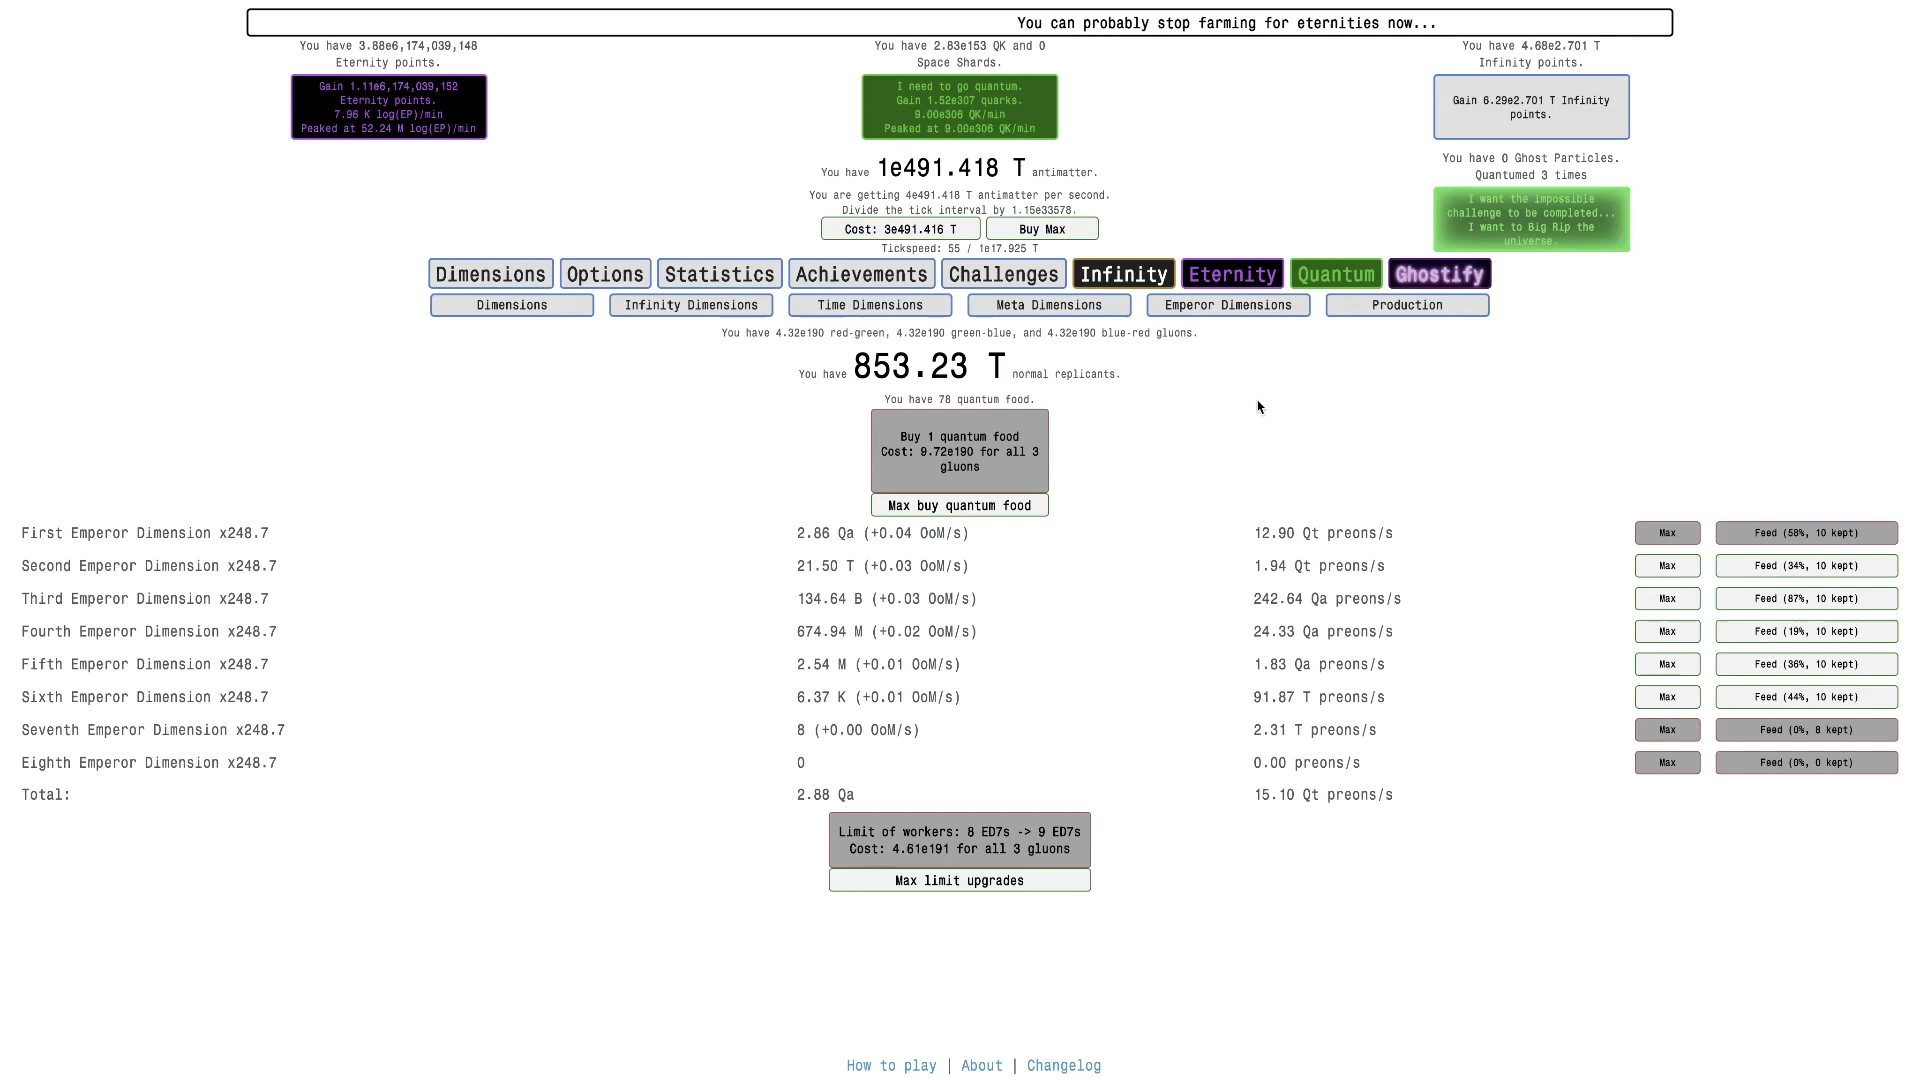 You can probably stop farming for eternities now...
You have 3.88e6,174,039,148
Eternity points.
Gain 1.11e6,174,039,152
Eternity points.
7.96 K log(EP)/min
Peaked at 52.24 M log(EP)/min
You have 2.83e153 QK and 0
Space Shards.
I need to go quantum.
Gain 1.52e307 quarks.
9.00e306 QK/min
Peaked at 9.00e306 QK/min
You have 4.68e2.701 T
Infinity points.
Gain 6.29e2.701 T Infinity
points.
You have 1e491.418 T antimatter.
You are getting 4e491.418 T antimatter per second.
Divide the tick interval by 1.15e33578.
Cost: 3e491.416 T
Buy Max
Tickspeed: 55 / 1e17.925 T
You have 0 Ghost Particles.
Quantumed 3 times
I want the impossible
challenge to be completed...
I want to Big Rip the
universe.
Dimensions
Options
Statistics
Achievements
Challenges
Infinity
Eternity
Quantum
Ghostify
Dimensions
Infinity Dimensions
Time Dimensions
Meta Dimensions
Emperor Dimensions
Production
You have 4.32e190 red-green, 4.32e190 green-blue, and 4.32e190 blue-red gluons.
You have 853.23 T normal replicants.
You have 78 quantum food.
Buy 1 quantum food
Cost: 9.72e190 for all 3
gluons
Max buy quantum food
First Emperor Dimension x248.7 2.86 Qa (+0.04 OoM/s) 12.90 Qt preons/s Max Feed (58%, 10 kept)
Second Emperor Dimension x248.7 21.50 T (+0.03 OoM/s) 1.94 Qt preons/s Max Feed (34%, 10 kept)
Third Emperor Dimension x248.7 134.64 B (+0.03 OoM/s) 242.64 Qa preons/s Max Feed (87%, 10 kept)
Fourth Emperor Dimension x248.7 674.94 M (+0.02 OoM/s) 24.33 Qa preons/s Max Feed (19%, 10 kept)
Fifth Emperor Dimension x248.7 2.54 M (+0.01 OoM/s) 1.83 Qa preons/s Max Feed (36%, 10 kept)
Sixth Emperor Dimension x248.7 6.37 K (+0.01 OoM/s) 91.87 T preons/s Max Feed (44%, 10 kept)
Seventh Emperor Dimension x248.7 8 (+0.00 OoM/s) 2.31 T preons/s Max Feed (0%, 8 kept)
Eighth Emperor Dimension x248.7 0 0.00 preons/s Max Feed (0%, 0 kept)
Total: 2.88 Qa 15.10 Qt preons/s
Limit of workers: 8 ED7s -> 9 ED7s
Cost: 4.61e191 for all 3 gluons
Max limit upgrades
How to play | About | Changelog